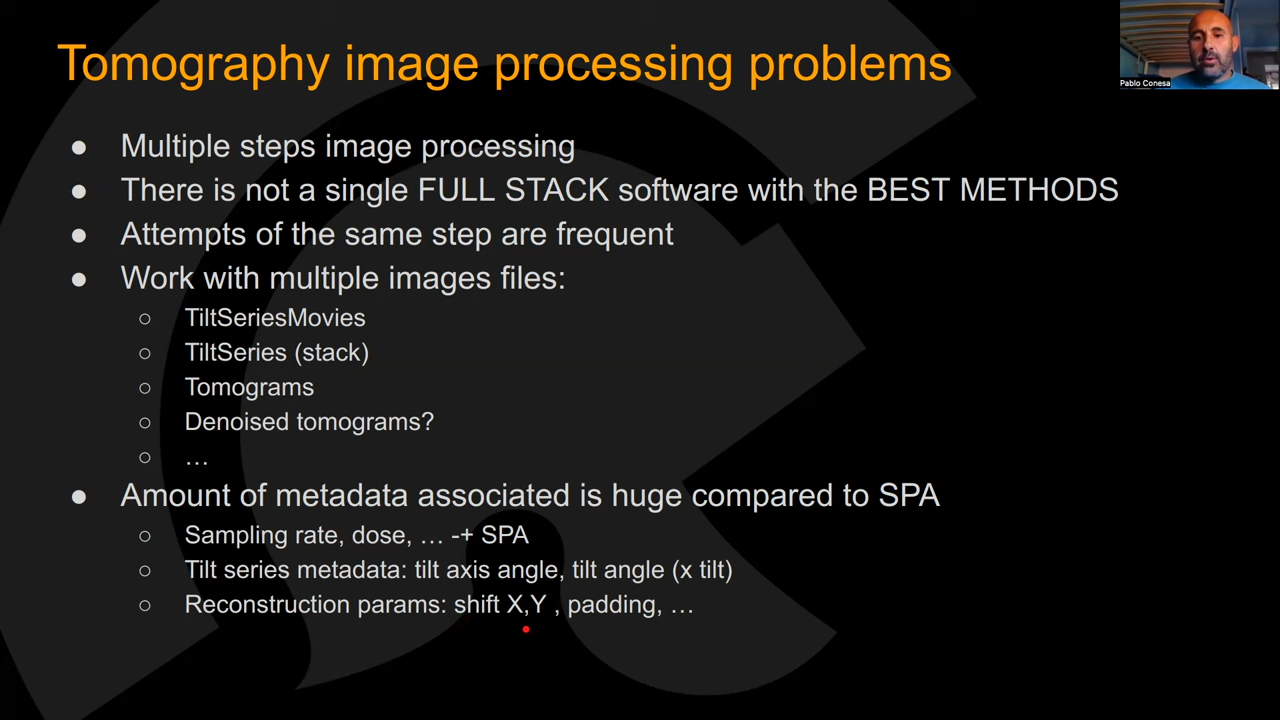 Tomography image processing problems
Pablo Conesa
● Multiple steps image processing
● There is not a single FULL STACK software with the BEST METHODS
● Attempts of the same step are frequent
● Work with multiple images files:
○ TiltSeriesMovies
○ TiltSeries (stack)
○ Tomograms
○ Denoised tomograms?
○ …
● Amount of metadata associated is huge compared to SPA
○ Sampling rate, dose, … -+ SPA
○ Tilt series metadata: tilt axis angle, tilt angle (x tilt)
○ Reconstruction params: shift X,Y , padding, …